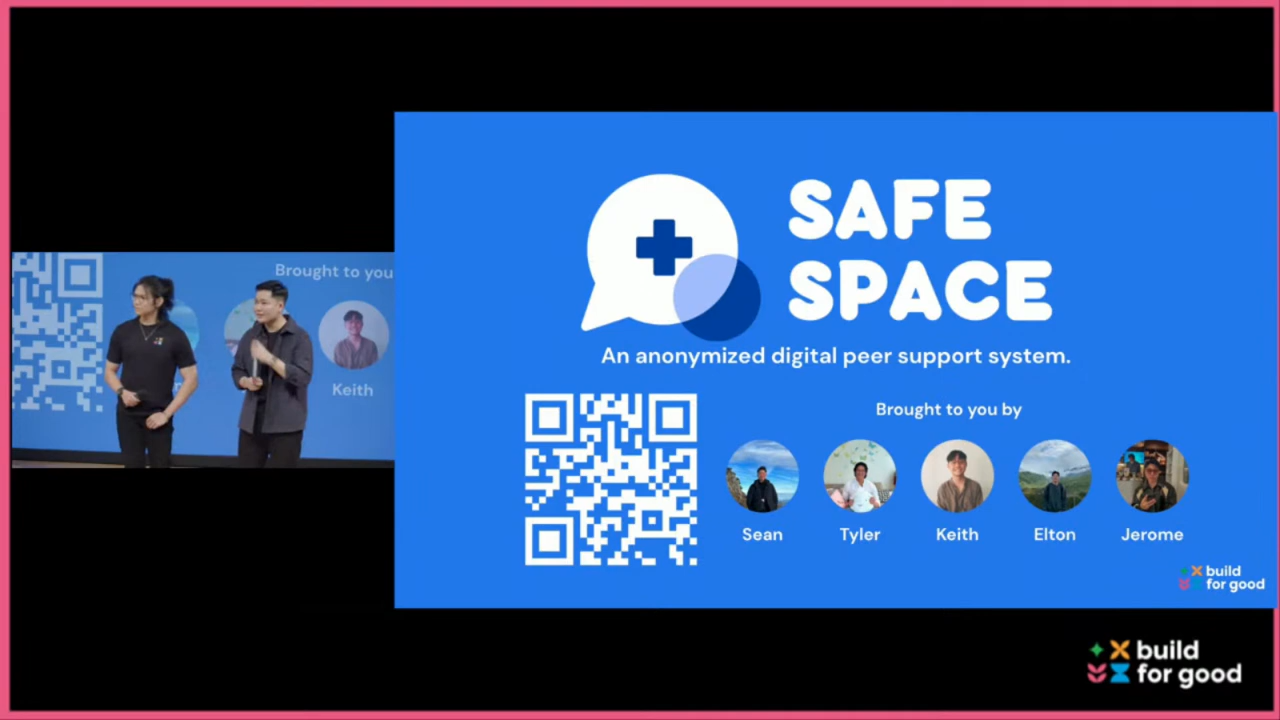 Brought to you
Keith
SAFE
SPACE
An anonymized digital peer support system.
Brought to you by
Sean
Tyler
Keith
Elton
Jerome
build
for good
build
for good